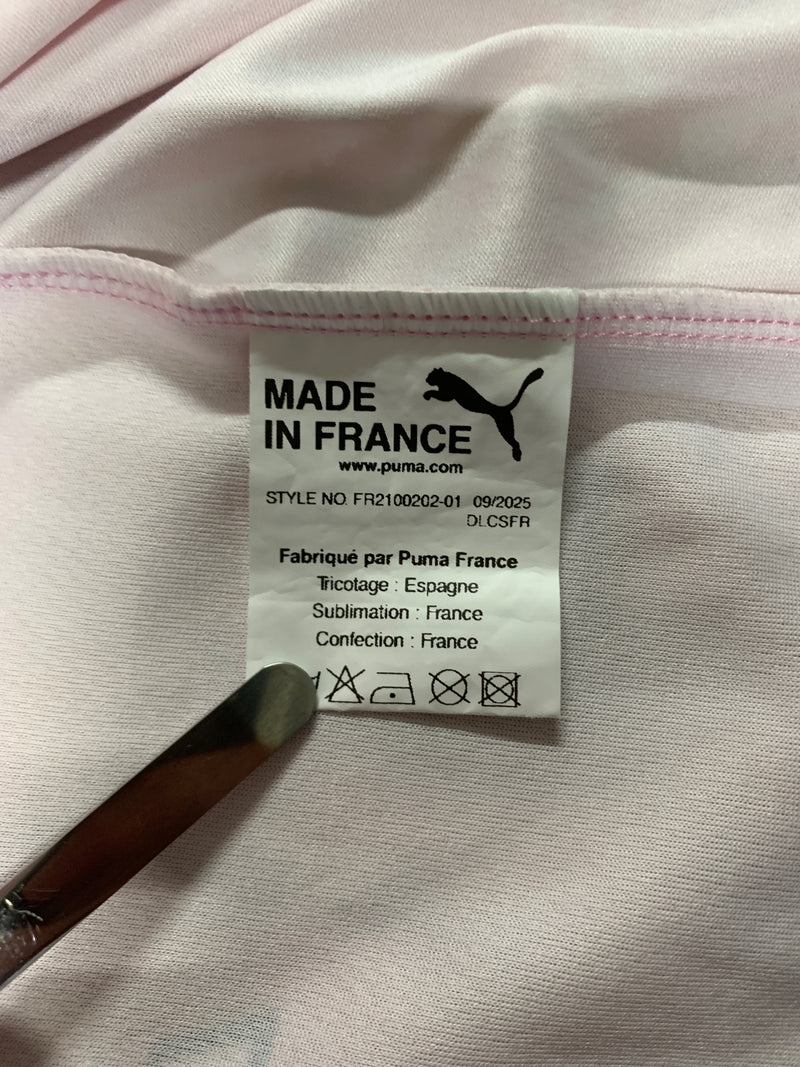 MADE
IN FRANCE
www.puma.com
STYLE NO. FR2100202-01 09/2025
DLCSFR
Fabriqué par Puma France
Tricotage : Espagne
Sublimation : France
Confection : France